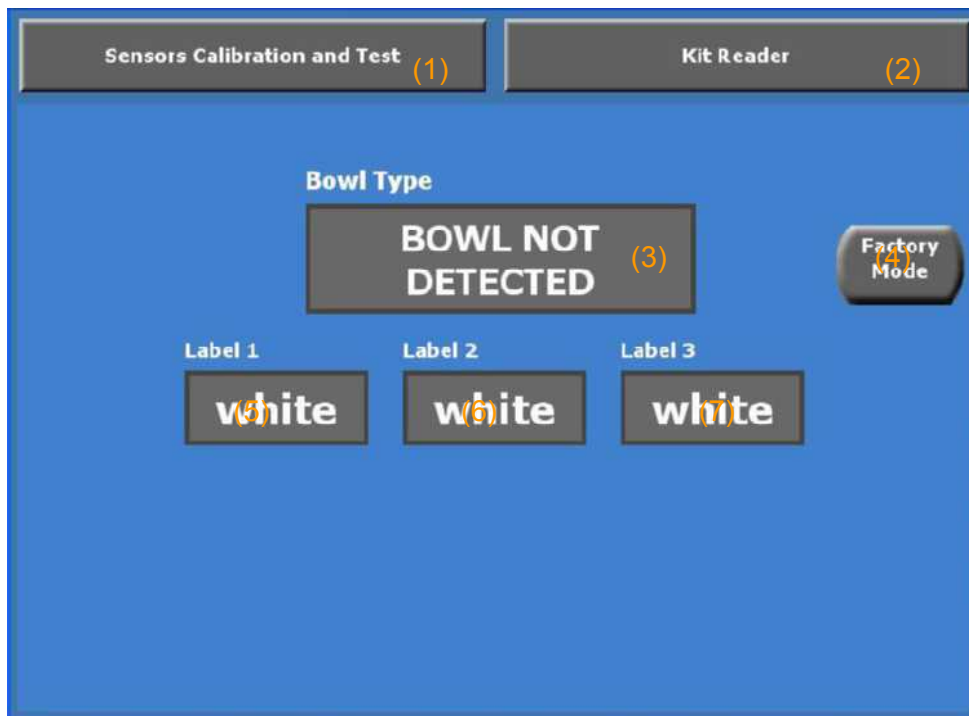 Sensors Calibration and Test (1)
Kit Reader (2)
Bowl Type
BOWL NOT
DETECTED
(3)
Factory
Mode
(4)
Label 1
Label 2
Label 3
white
(5)
white
(6)
white
(7)